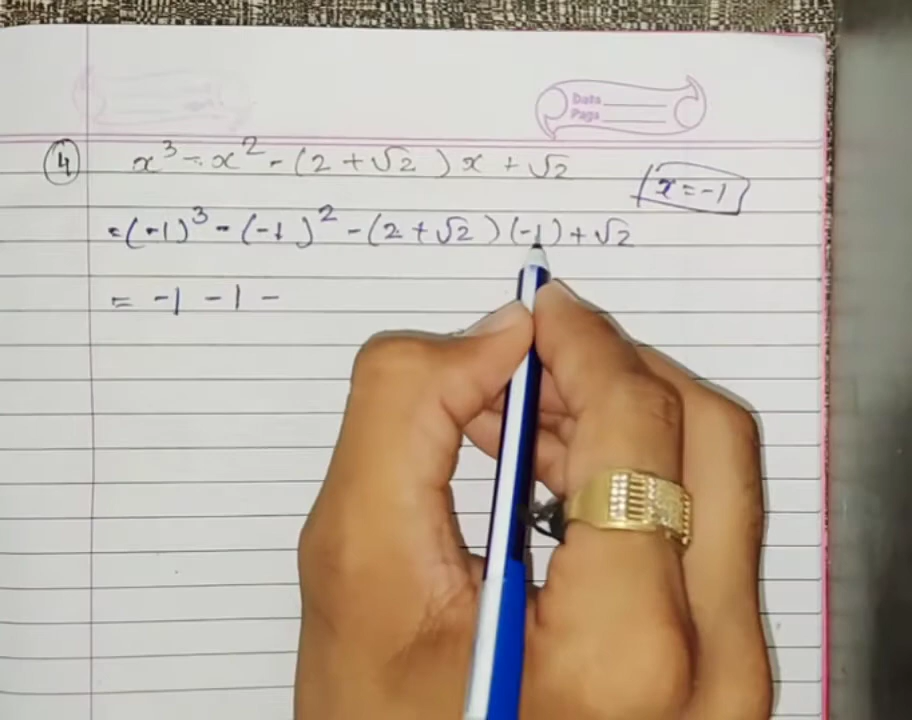 Date
Page
④ x³ - x² - (2 + √2) x + √2
x = -1
= (-1)³ - (-1)² - (2 + √2) (-1) + √2
= -1 - 1 -